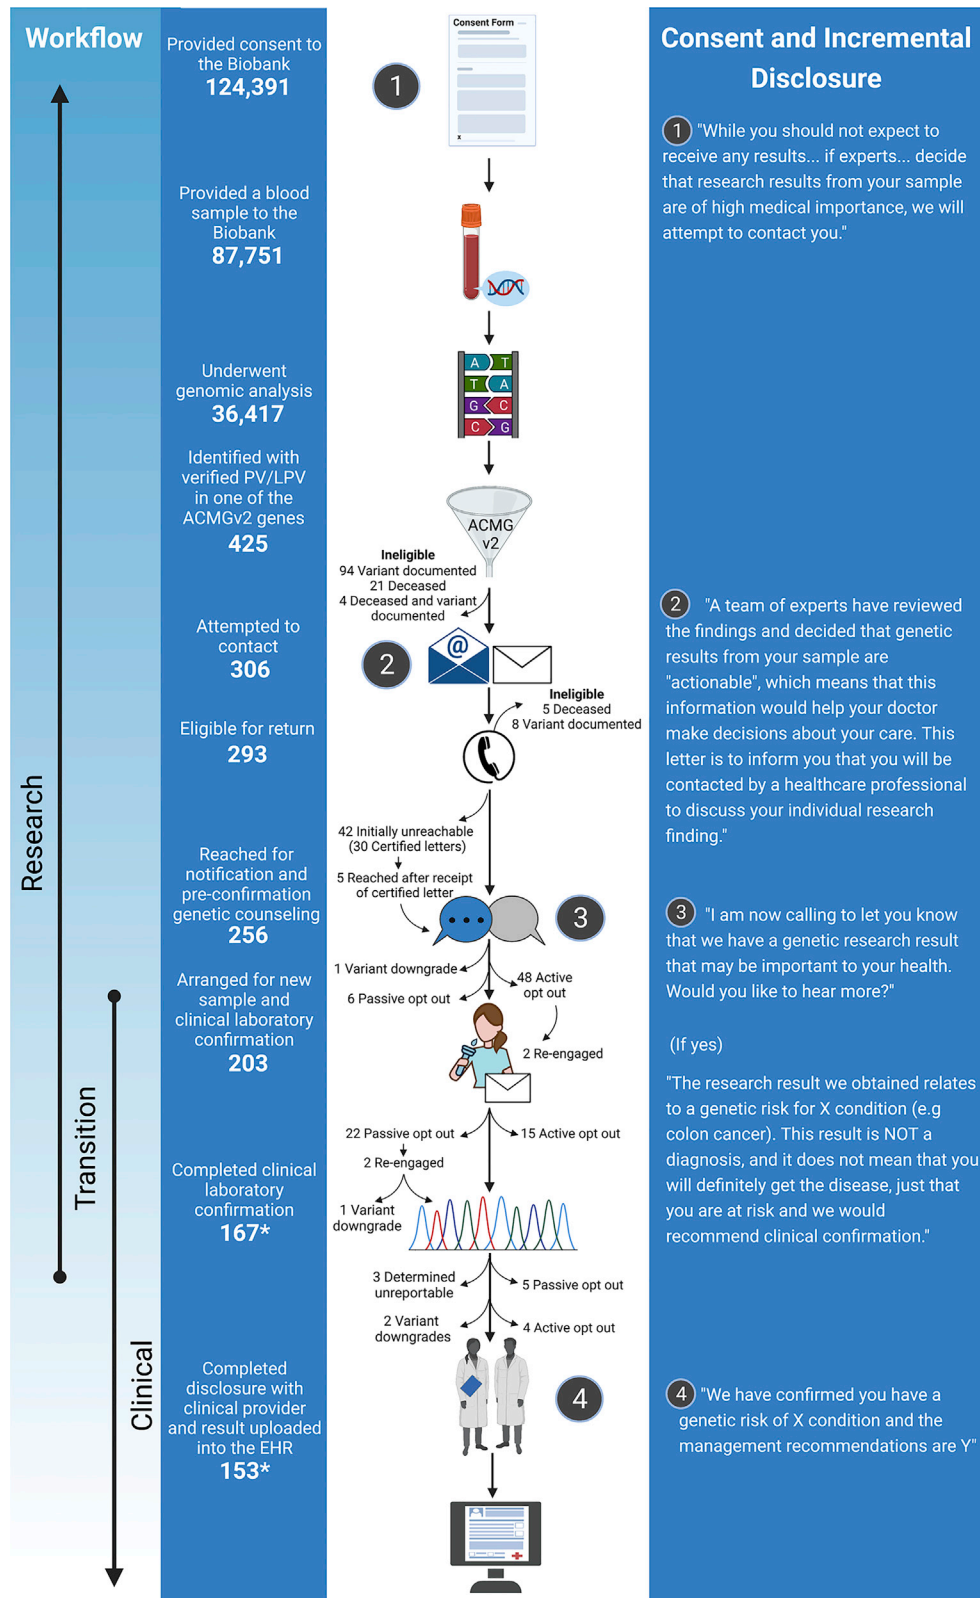 Workflow
Provided consent to
the Biobank
124,391
Provided a blood
sample to the
Biobank
87,751
Underwent
genomic analysis
36,417
Identified with
verified PV/LPV
in one of the
ACMGv2 genes
425
Attempted to
contact
306
Eligible for return
293
Reached for
notification and
pre-confirmation
genetic counseling
256
Arranged for new
sample and
clinical laboratory
confirmation
203
Completed clinical
laboratory
confirmation
167*
Completed
disclosure with
clinical provider
and result uploaded
into the EHR
153*
Research
Transition
Clinical
Consent Form
x
1
A T
T A
G C
C G
ACMG
v2
Ineligible
94 Variant documented
21 Deceased
4 Deceased and variant
documented
@
2
Ineligible
5 Deceased
8 Variant documented
42 Initially unreachable
(30 Certified letters)
5 Reached after receipt
of certified letter
3
1 Variant downgrade
6 Passive opt out
48 Active
opt out
2 Re-engaged
22 Passive opt out
15 Active opt out
2 Re-engaged
1 Variant
downgrade
3 Determined
unreportable
5 Passive opt out
2 Variant
downgrades
4 Active opt out
4
Consent and Incremental
Disclosure
1 "While you should not expect to
receive any results... if experts... decide
that research results from your sample
are of high medical importance, we will
attempt to contact you."
2 "A team of experts have reviewed
the findings and decided that genetic
results from your sample are
"actionable", which means that this
information would help your doctor
make decisions about your care. This
letter is to inform you that you will be
contacted by a healthcare professional
to discuss your individual research
finding."
3 "I am now calling to let you know
that we have a genetic research result
that may be important to your health.
Would you like to hear more?"
(If yes)
"The research result we obtained relates
to a genetic risk for X condition (e.g
colon cancer). This result is NOT a
diagnosis, and it does not mean that you
will definitely get the disease, just that
you are at risk and we would
recommend clinical confirmation."
4 "We have confirmed you have a
genetic risk of X condition and the
management recommendations are Y"